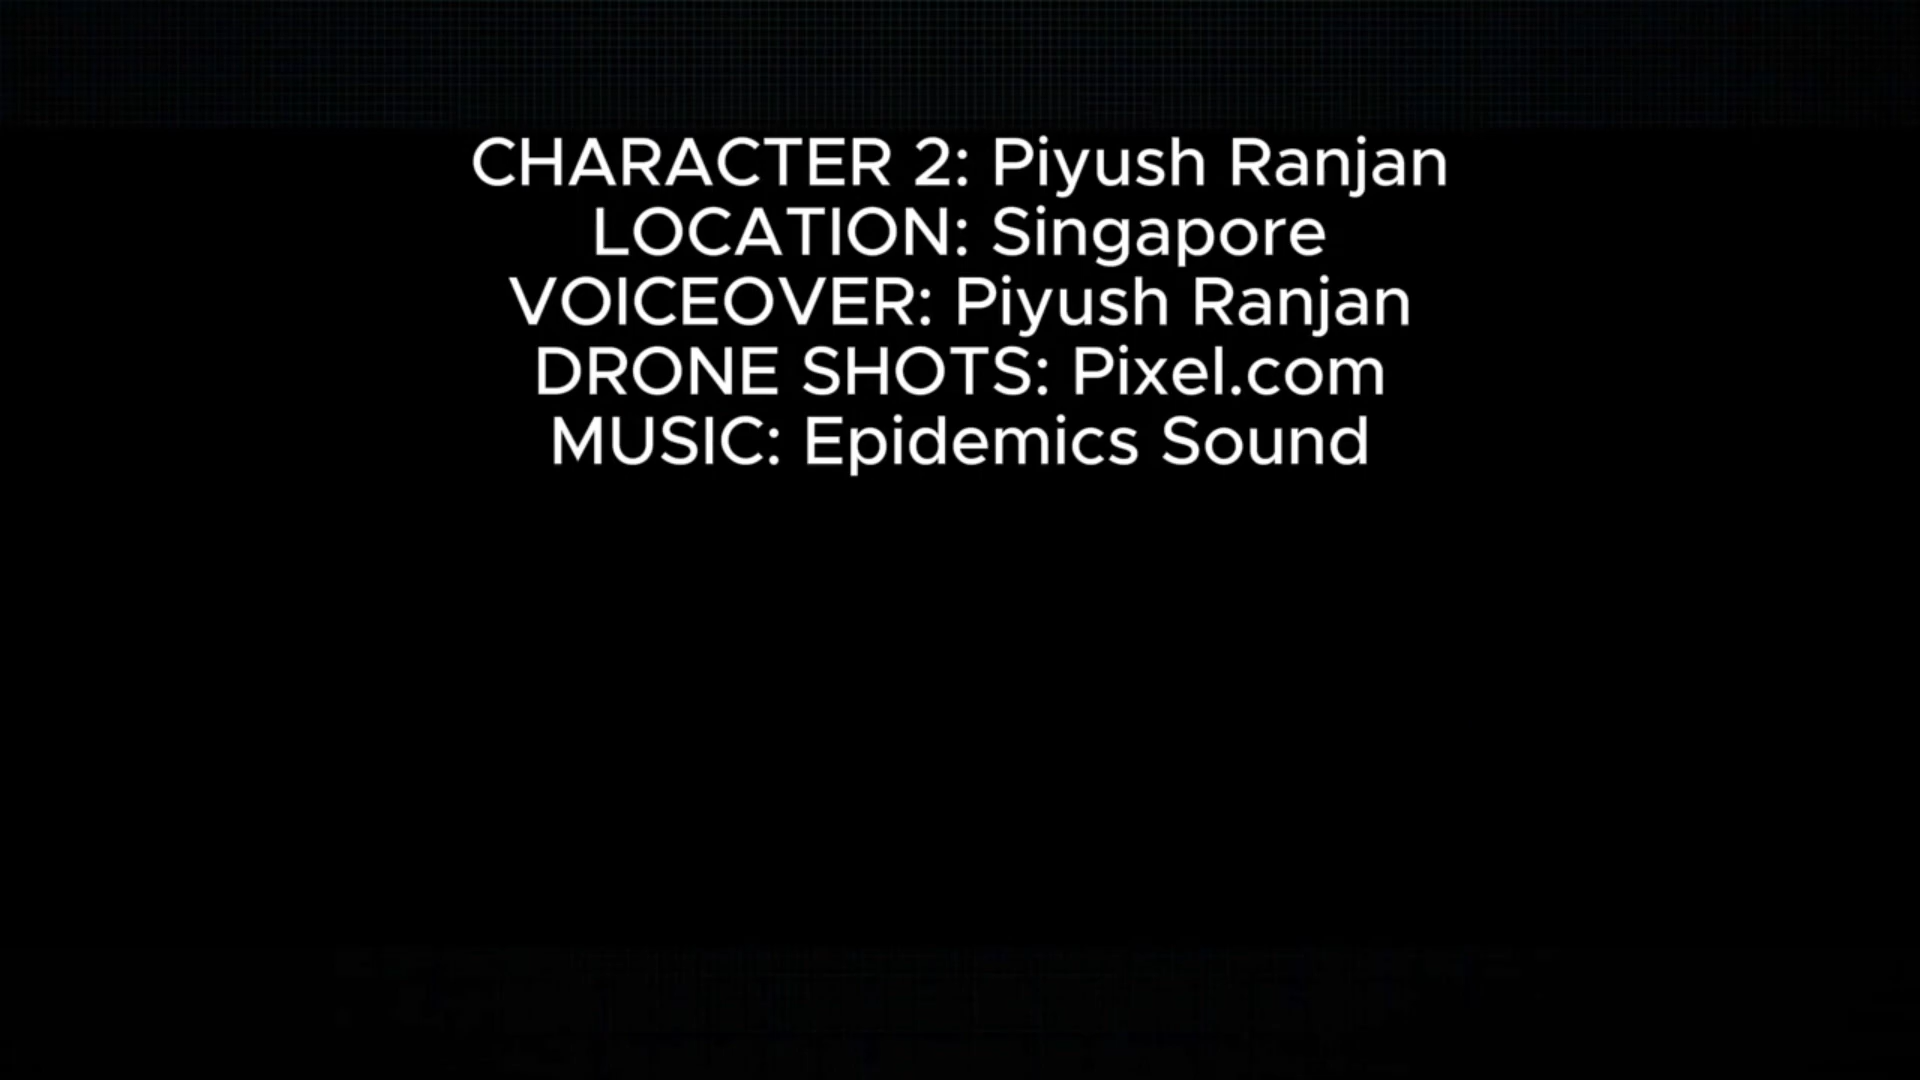 CHARACTER 2: Piyush Ranjan
LOCATION: Singapore
VOICEOVER: Piyush Ranjan
DRONE SHOTS: Pixel.com
MUSIC: Epidemics Sound